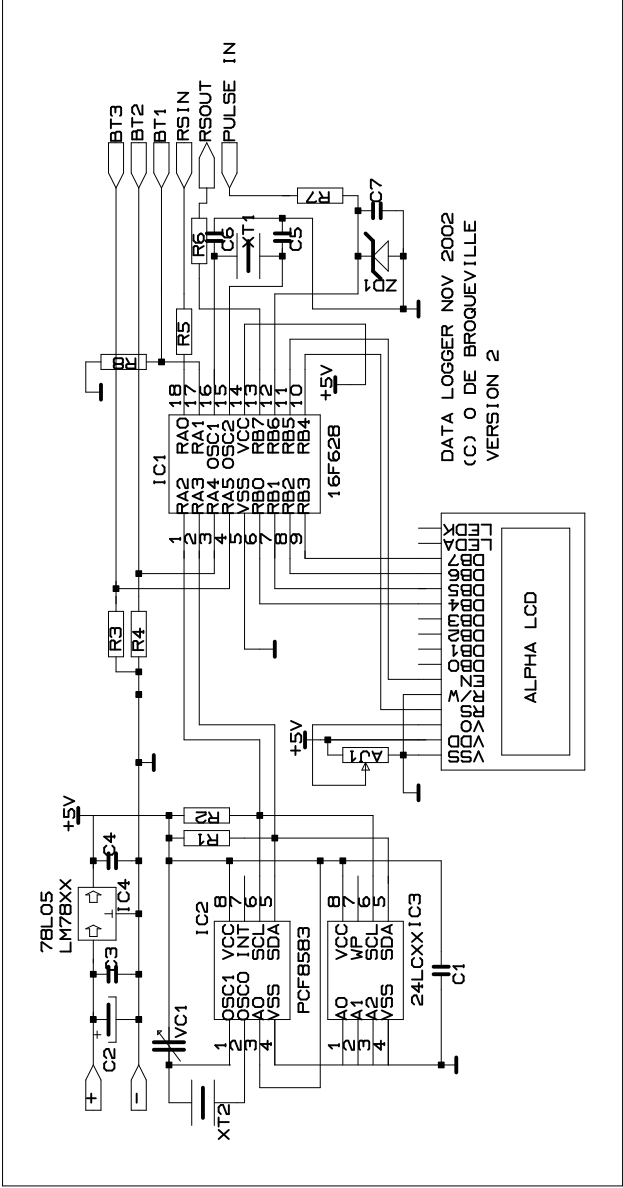 78L05
LM78XX
IC4
+5V
C2
C3
C4
+
-
+
BT3
BT2
BT1
RSIN
RSOUT
PULSE IN
R3
R4
R8
R5
R6
R7
C6
XT1
C5
C7
ZD1
+5V
IC1
16F628
1 RA2
2 RA3
3 RA4
4 RA5
5 VSS
6 RB0
7 RB1
8 RB2
9 RB3
RA0 18
RA1 17
OSC1 16
OSC2 15
VCC 14
RB7 13
RB6 12
RB5 11
RB4 10
VC1
XT2
R1
R2
IC2
PCF8583
1 OSC1
2 OSCO
3 A0
4 VSS
VCC 8
INT 7
SCL 6
SDA 5
IC3
24LCXX
1 A0
2 A1
3 A2
4 VSS
VCC 8
WP 7
SCL 6
SDA 5
C1
+5V
AJ1
VSS
VDD
VO
RS
R/W
EN
DB0
DB1
DB2
DB3
DB4
DB5
DB6
DB7
LEDA
LEDK
ALPHA LCD
DATA LOGGER NOV 2002
(C) O DE BROQUEVILLE
VERSION 2